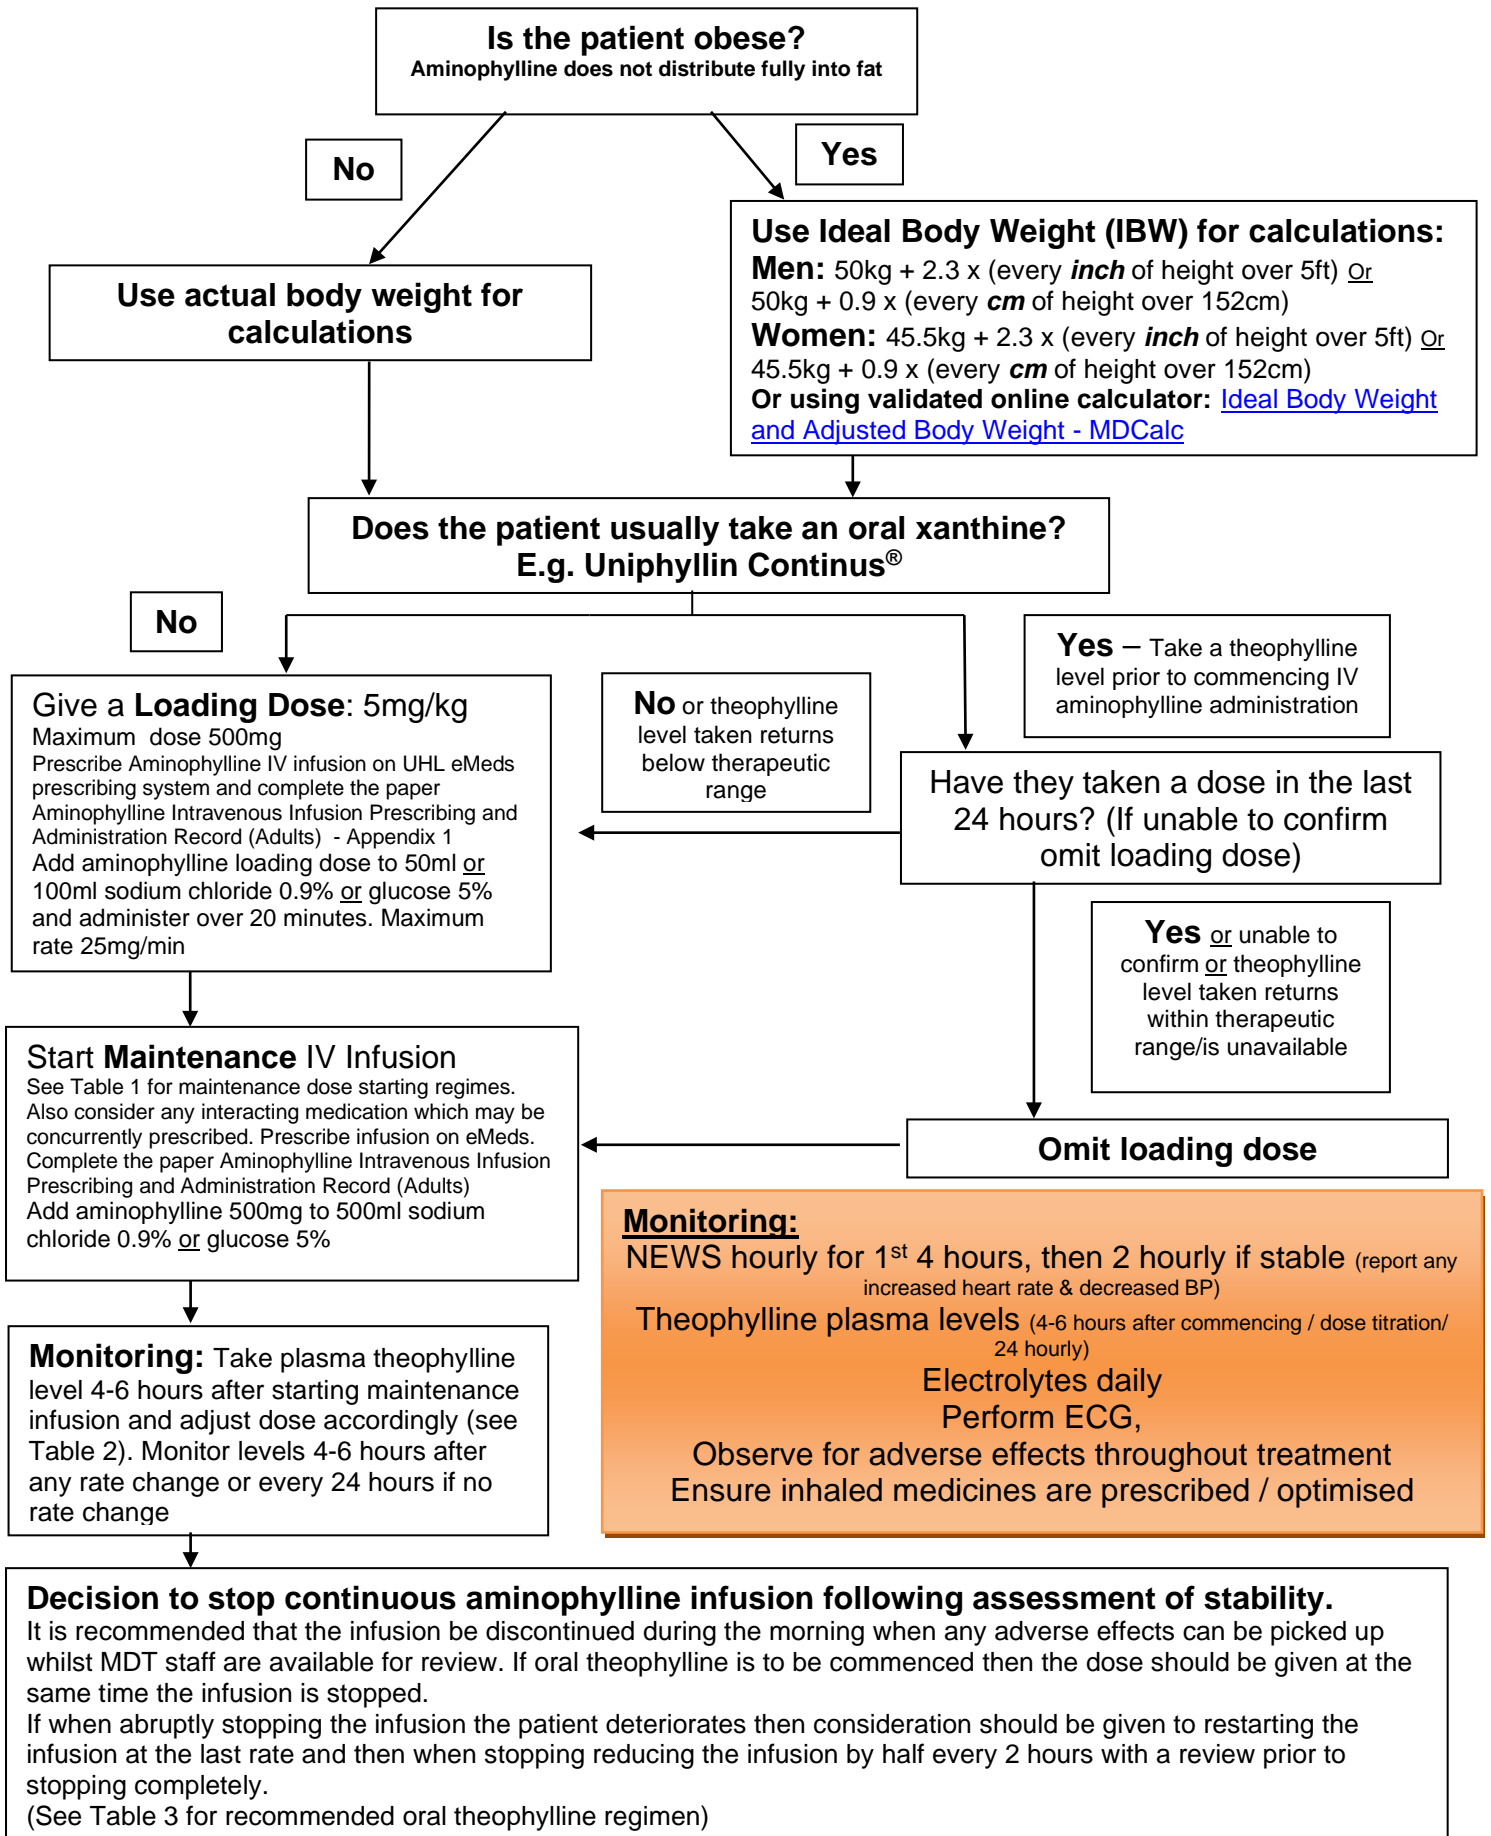 Is the patient obese?
Aminophylline does not distribute fully into fat
No
Yes
Use actual body weight for
calculations
Use Ideal Body Weight (IBW) for calculations:
Men: 50kg + 2.3 x (every inch of height over 5ft) Or
50kg + 0.9 x (every cm of height over 152cm)
Women: 45.5kg + 2.3 x (every inch of height over 5ft) Or
45.5kg + 0.9 x (every cm of height over 152cm)
Or using validated online calculator: Ideal Body Weight
and Adjusted Body Weight - MDCalc
Does the patient usually take an oral xanthine?
E.g. Uniphyllin Continus®
No
Yes – Take a theophylline
level prior to commencing IV
aminophylline administration
Give a Loading Dose: 5mg/kg
Maximum  dose 500mg
Prescribe Aminophylline IV infusion on UHL eMeds
prescribing system and complete the paper
Aminophylline Intravenous Infusion Prescribing and
Administration Record (Adults)  - Appendix 1
Add aminophylline loading dose to 50ml or
100ml sodium chloride 0.9% or glucose 5%
and administer over 20 minutes. Maximum
rate 25mg/min
No or theophylline
level taken returns
below therapeutic
range
Have they taken a dose in the last
24 hours? (If unable to confirm
omit loading dose)
Yes or unable to
confirm or theophylline
level taken returns
within therapeutic
range/is unavailable
Start Maintenance IV Infusion
See Table 1 for maintenance dose starting regimes.
Also consider any interacting medication which may be
concurrently prescribed. Prescribe infusion on eMeds.
Complete the paper Aminophylline Intravenous Infusion
Prescribing and Administration Record (Adults)
Add aminophylline 500mg to 500ml sodium
chloride 0.9% or glucose 5%
Omit loading dose
Monitoring:
NEWS hourly for 1st 4 hours, then 2 hourly if stable (report any
increased heart rate & decreased BP)
Theophylline plasma levels (4-6 hours after commencing / dose titration/
24 hourly)
Electrolytes daily
Perform ECG,
Observe for adverse effects throughout treatment
Ensure inhaled medicines are prescribed / optimised
Monitoring: Take plasma theophylline
level 4-6 hours after starting maintenance
infusion and adjust dose accordingly (see
Table 2). Monitor levels 4-6 hours after
any rate change or every 24 hours if no
rate change
Decision to stop continuous aminophylline infusion following assessment of stability.
It is recommended that the infusion be discontinued during the morning when any adverse effects can be picked up
whilst MDT staff are available for review. If oral theophylline is to be commenced then the dose should be given at the
same time the infusion is stopped.
If when abruptly stopping the infusion the patient deteriorates then consideration should be given to restarting the
infusion at the last rate and then when stopping reducing the infusion by half every 2 hours with a review prior to
stopping completely.
(See Table 3 for recommended oral theophylline regimen)